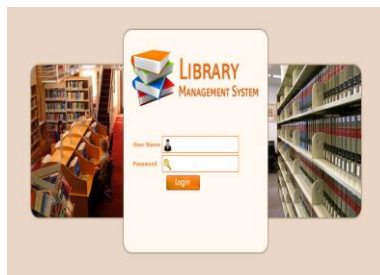 LIBRARY
MANAGEMENT SYSTEM
User Name
Password
Login